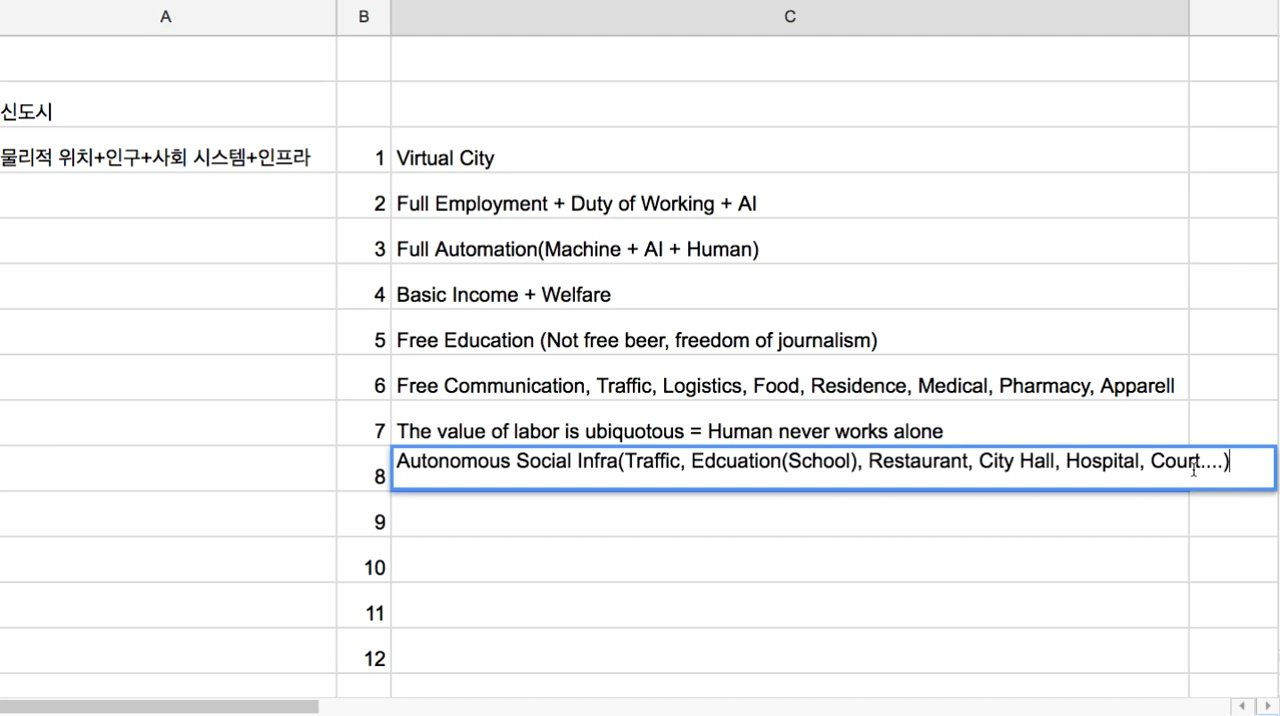 A B C
신도시
물리적 위치+인구+사회 시스템+인프라 1 Virtual City
2 Full Employment + Duty of Working + AI
3 Full Automation(Machine + AI + Human)
4 Basic Income + Welfare
5 Free Education (Not free beer, freedom of journalism)
6 Free Communication, Traffic, Logistics, Food, Residence, Medical, Pharmacy, Apparell
7 The value of labor is ubiquotous = Human never works alone
8 Autonomous Social Infra(Traffic, Edcuation(School), Restaurant, City Hall, Hospital, Court....)
9
10
11
12